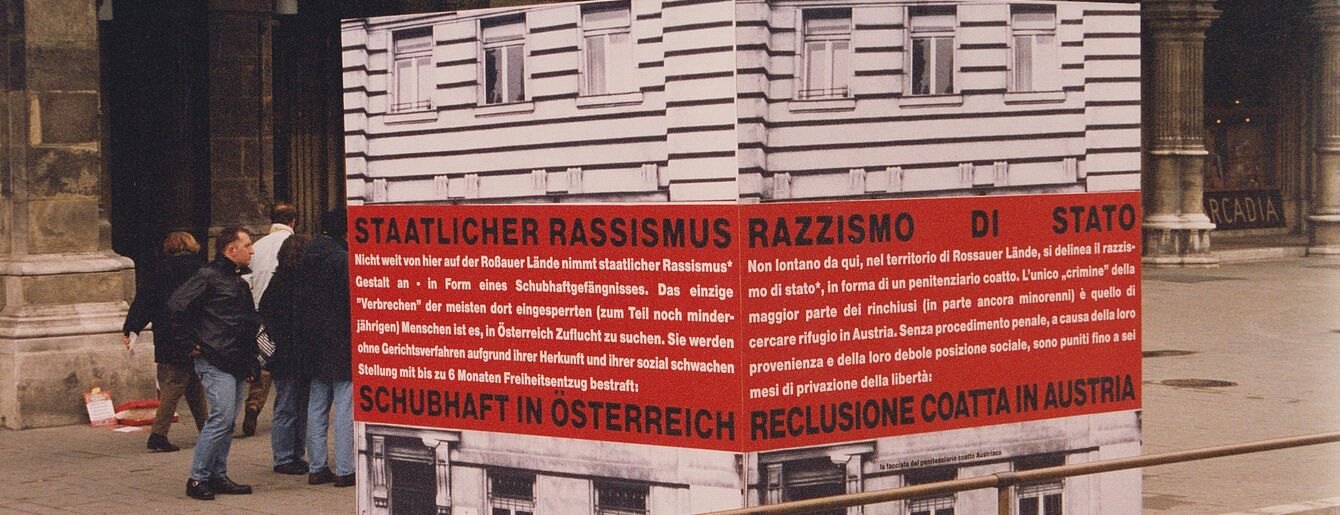 STAATLICHER RASSISMUS
Nicht weit von hier auf der Roßauer Lände nimmt staatlicher Rassismus*
Gestalt an - in Form eines Schubhaftgefängnisses. Das einzige
"Verbrechen" der meisten dort eingesperrten (zum Teil noch minder-
jährigen) Menschen ist es, in Österreich Zuflucht zu suchen. Sie werden
ohne Gerichtsverfahren aufgrund ihrer Herkunft und ihrer sozial schwachen
Stellung mit bis zu 6 Monaten Freiheitsentzug bestraft:
SCHUBHAFT IN ÖSTERREICH
RAZZISMO DI STATO
Non lontano da qui, nel territorio di Rossauer Lände, si delinea il razzis-
mo di stato*, in forma di un penitenziario coatto. L'unico „crimine" della
maggior parte dei rinchiusi (in parte ancora minorenni) è quello di
cercare rifugio in Austria. Senza procedimento penale, a causa della loro
provenienza e della loro debole posizione sociale, sono puniti fino a sei
mesi di privazione della libertà:
RECLUSIONE COATTA IN AUSTRIA
la facciata del penitenziario coatto Austriaco
ARCADIA